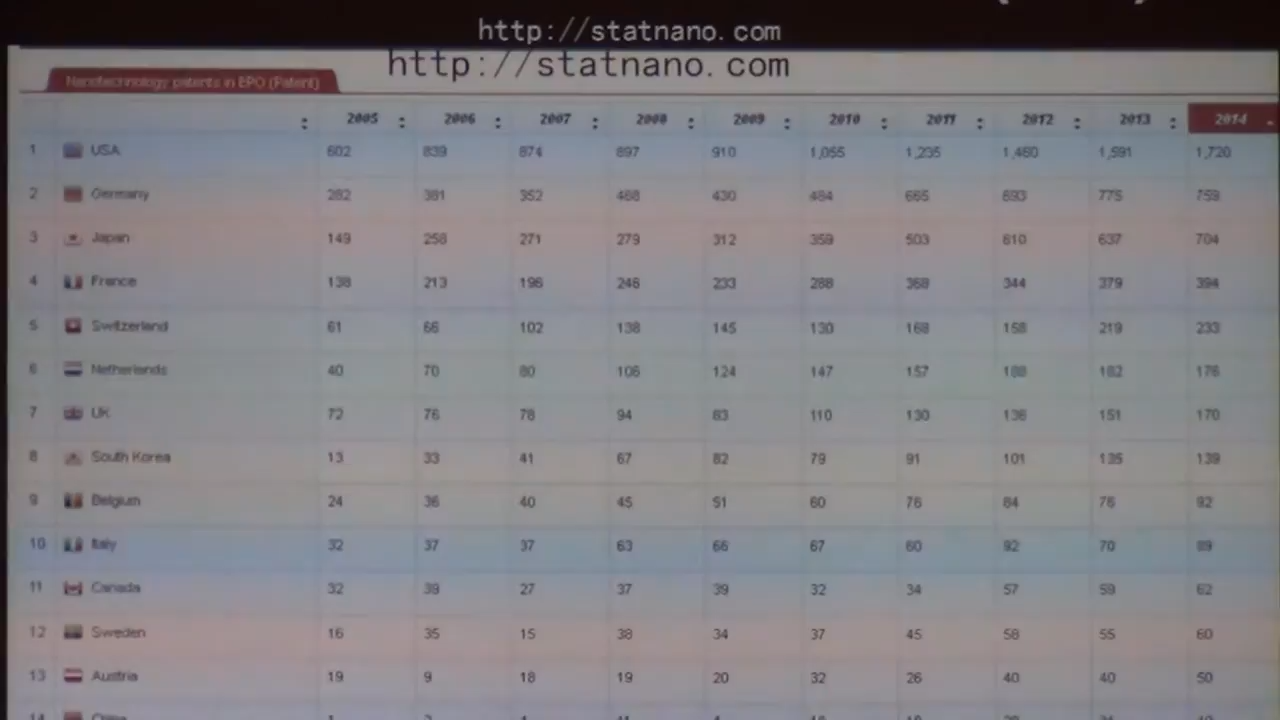 http://statnano.com
http://statnano.com
Nanotechnology patents in EPO (Patent)
2005 2006 2007 2008 2009 2010 2011 2012 2013 2014
1 USA 602 839 874 897 910 1,055 1,235 1,460 1,591 1,720
2 Germany 282 381 352 468 430 484 665 693 775 759
3 Japan 149 258 271 279 312 359 503 610 637 704
4 France 138 213 196 246 233 288 368 344 379 394
5 Switzerland 61 66 102 138 145 130 168 158 219 233
6 Netherlands 40 70 80 106 124 147 157 188 182 176
7 UK 72 76 78 94 83 110 130 136 151 170
8 South Korea 13 33 41 67 82 79 91 101 135 139
9 Belgium 24 36 40 45 51 60 76 84 76 92
10 Italy 32 37 37 63 66 67 60 92 70 89
11 Canada 32 39 27 37 39 32 34 57 59 62
12 Sweden 16 35 15 38 34 37 45 58 55 60
13 Austria 19 9 18 19 20 32 26 40 40 50
14 China